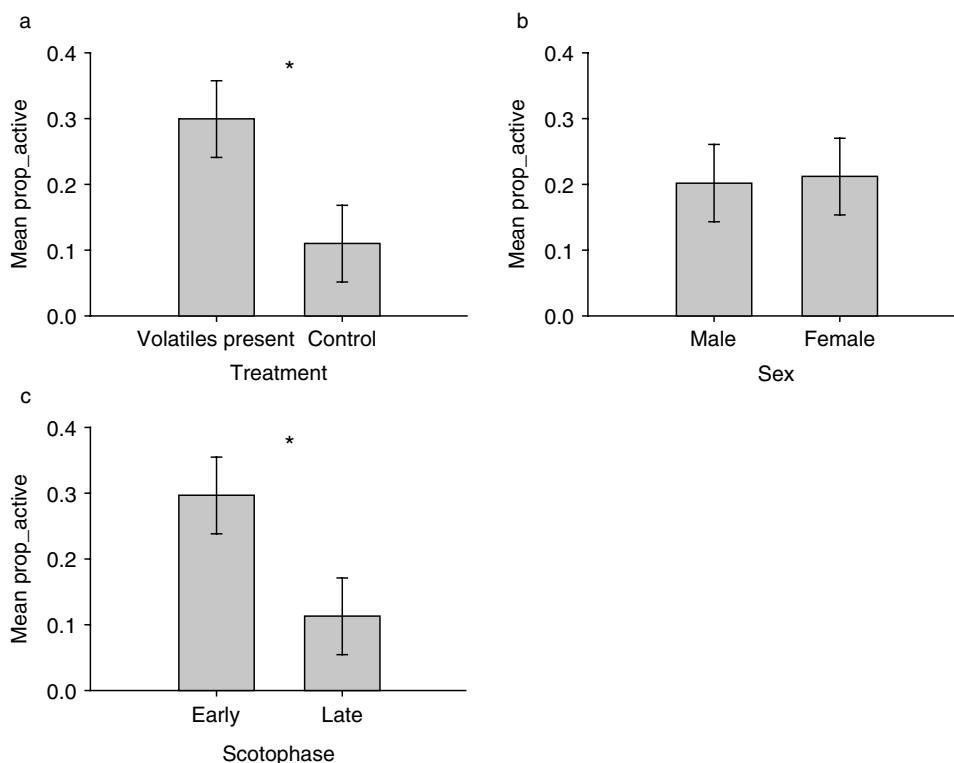 a
0.4
*
0.3
0.2
0.1
0.0
Mean prop_active
Volatiles present Control
Treatment
b
0.4
0.3
0.2
0.1
0.0
Mean prop_active
Male Female
Sex
c
0.4
*
0.3
0.2
0.1
0.0
Mean prop_active
Early Late
Scotophase